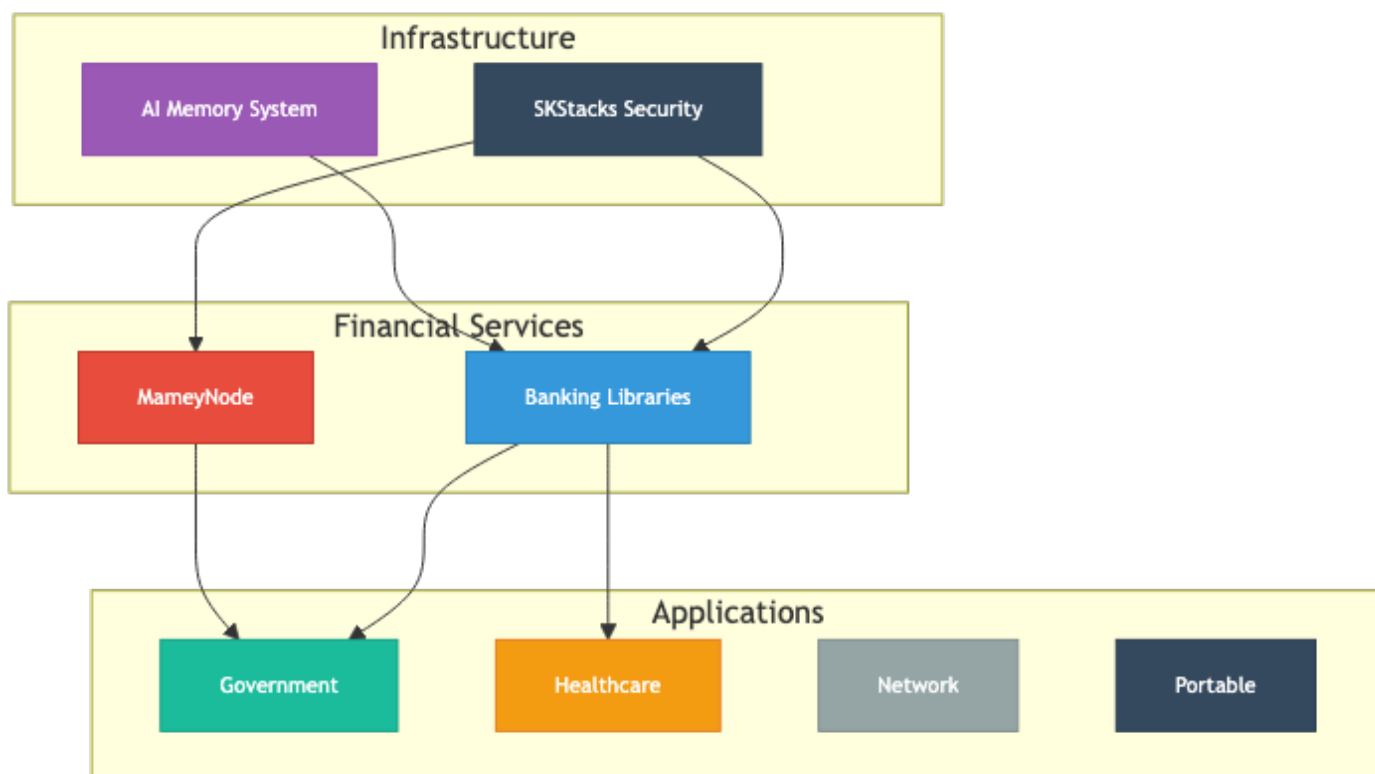 Infrastructure
AI Memory System
SKStacks Security
Financial Services
MameyNode
Banking Libraries
Applications
Government
Healthcare
Network
Portable